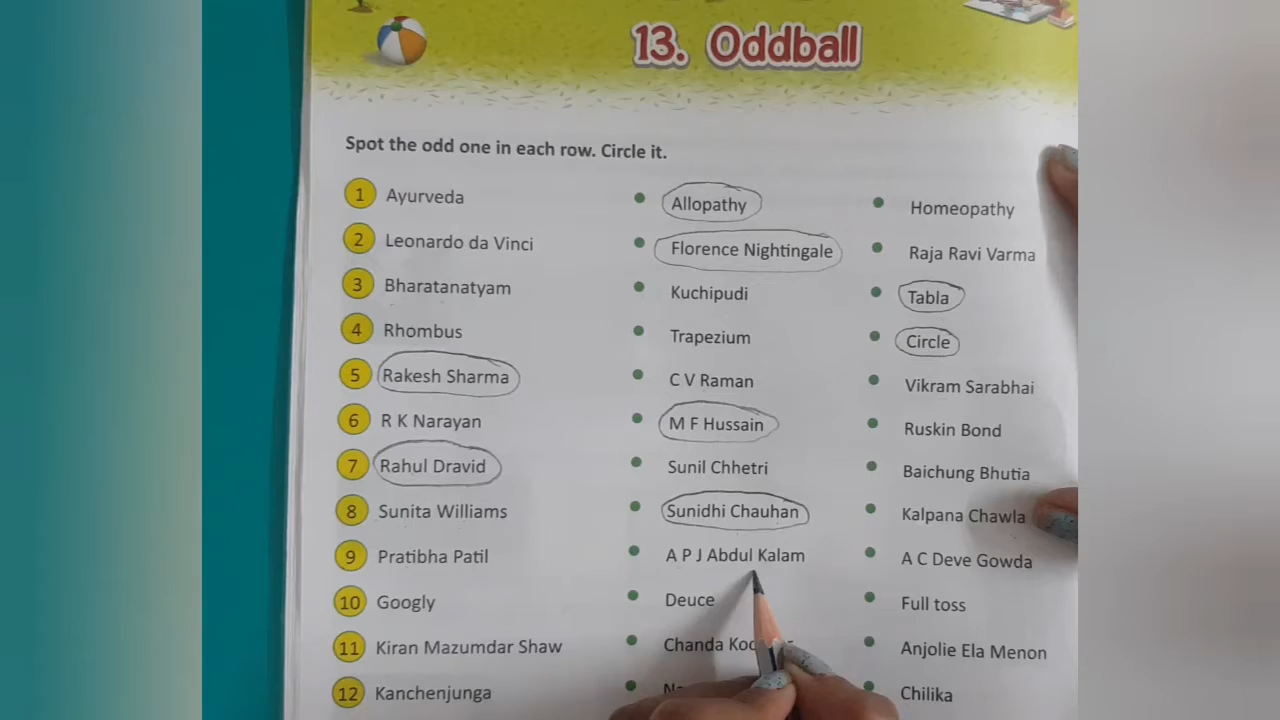 13. Oddball
Spot the odd one in each row. Circle it.
1 Ayurveda • Allopathy • Homeopathy
2 Leonardo da Vinci • Florence Nightingale • Raja Ravi Varma
3 Bharatanatyam • Kuchipudi • Tabla
4 Rhombus • Trapezium • Circle
5 Rakesh Sharma • C V Raman • Vikram Sarabhai
6 R K Narayan • M F Hussain • Ruskin Bond
7 Rahul Dravid • Sunil Chhetri • Baichung Bhutia
8 Sunita Williams • Sunidhi Chauhan • Kalpana Chawla
9 Pratibha Patil • A P J Abdul Kalam • A C Deve Gowda
10 Googly • Deuce • Full toss
11 Kiran Mazumdar Shaw • Chanda • Anjolie Ela Menon
12 Kanchenjunga • • Chilika